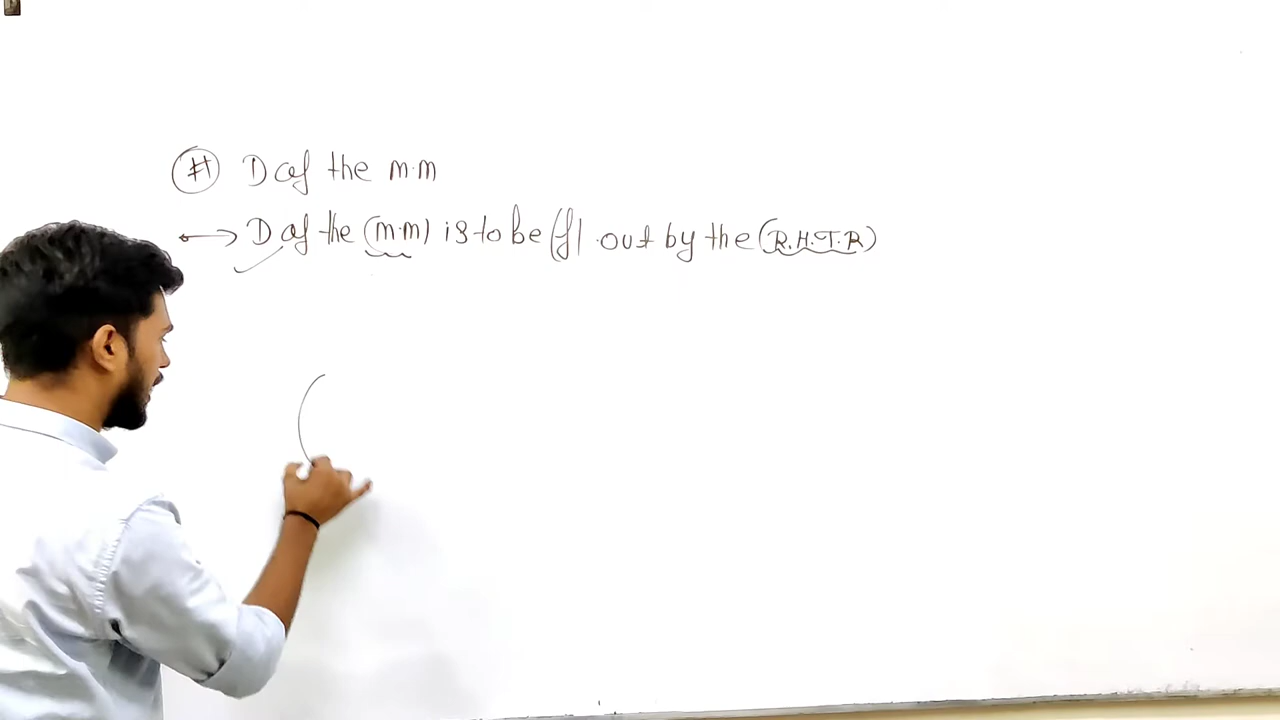 # D of the m.m
→ D of the (m.m) is to be (f) out by the (R.H.T.R)